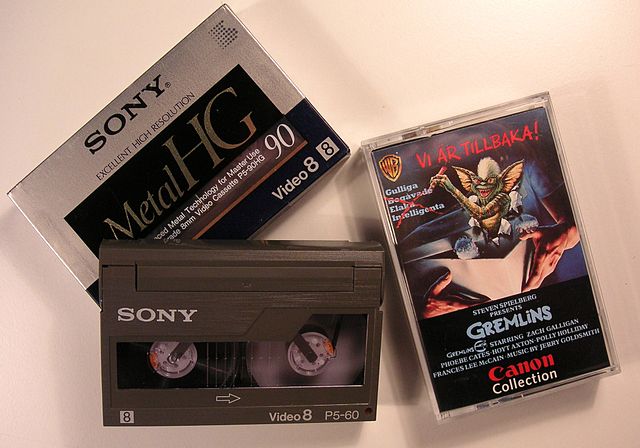 SONY®
EXCELLENT HIGH RESOLUTION
Metal HG
Advanced Metal Technology for Master Use
Grade 8mm Video Cassette P5-90HG
90
Video 8 8
SONY
8
Video 8 P5-60
WB
VI ÄR TILLBAKA!
Gulliga
Begåvade
Elaka
Intelligenta
STEVEN SPIELBERG
PRESENTS
GREMLINS
GREMLINS STARRING ZACH GALLIGAN
PHOEBE CATES · HOYT AXTON · POLLY HOLLIDAY
FRANCES LEE McCAIN · MUSIC BY JERRY GOLDSMITH
Canon
Collection